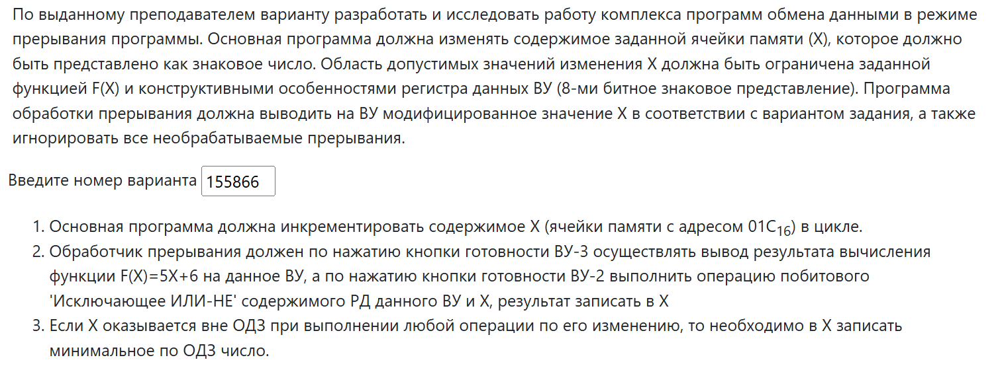 По выданному преподавателем варианту разработать и исследовать работу комплекса программ обмена данными в режиме
прерывания программы. Основная программа должна изменять содержимое заданной ячейки памяти (Х), которое должно
быть представлено как знаковое число. Область допустимых значений изменения Х должна быть ограничена заданной
функцией F(X) и конструктивными особенностями регистра данных ВУ (8-ми битное знаковое представление). Программа
обработки прерывания должна выводить на ВУ модифицированное значение Х в соответствии с вариантом задания, а также
игнорировать все необрабатываемые прерывания.
Введите номер варианта 155866
1. Основная программа должна инкрементировать содержимое X (ячейки памяти с адресом 01C16) в цикле.
2. Обработчик прерывания должен по нажатию кнопки готовности ВУ-3 осуществлять вывод результата вычисления
функции F(X)=5X+6 на данное ВУ, a по нажатию кнопки готовности ВУ-2 выполнить операцию побитового
'Исключающее ИЛИ-НЕ' содержимого РД данного ВУ и X, результат записать в X
3. Если X оказывается вне ОДЗ при выполнении любой операции по его изменению, то необходимо в X записать
минимальное по ОДЗ число.